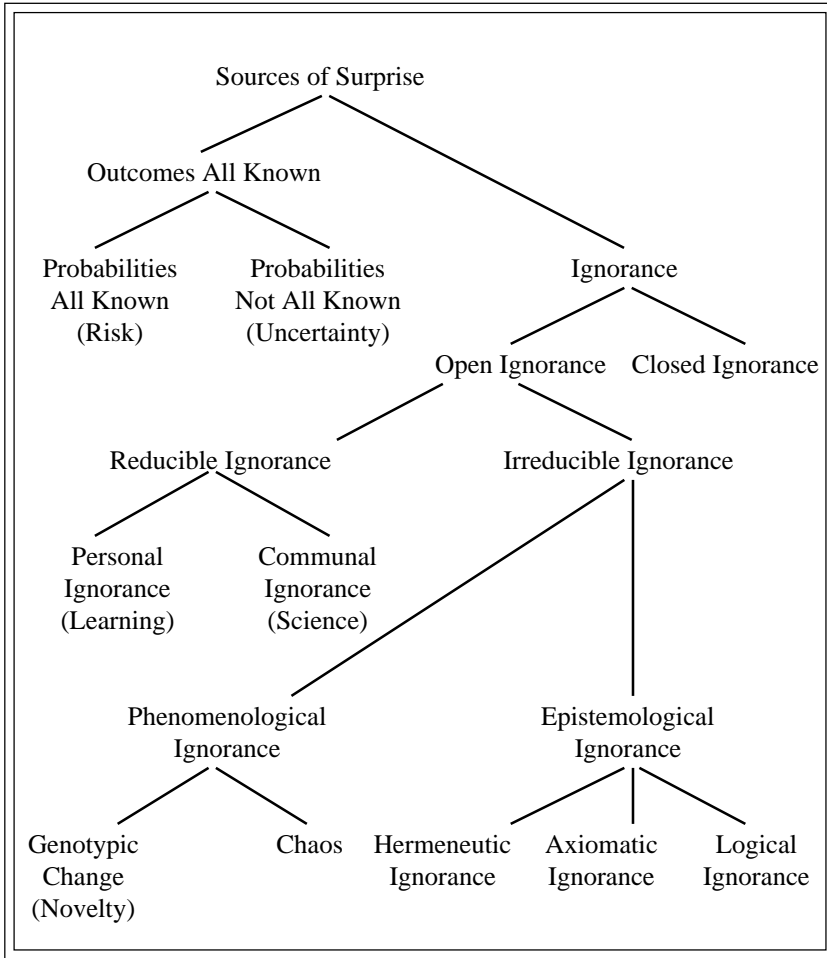 Sources of Surprise
Outcomes All Known
Probabilities
All Known
(Risk)
Probabilities
Not All Known
(Uncertainty)
Ignorance
Open Ignorance
Closed Ignorance
Reducible Ignorance
Irreducible Ignorance
Personal
Ignorance
(Learning)
Communal
Ignorance
(Science)
Phenomenological
Ignorance
Epistemological
Ignorance
Genotypic
Change
(Novelty)
Chaos
Hermeneutic
Ignorance
Axiomatic
Ignorance
Logical
Ignorance